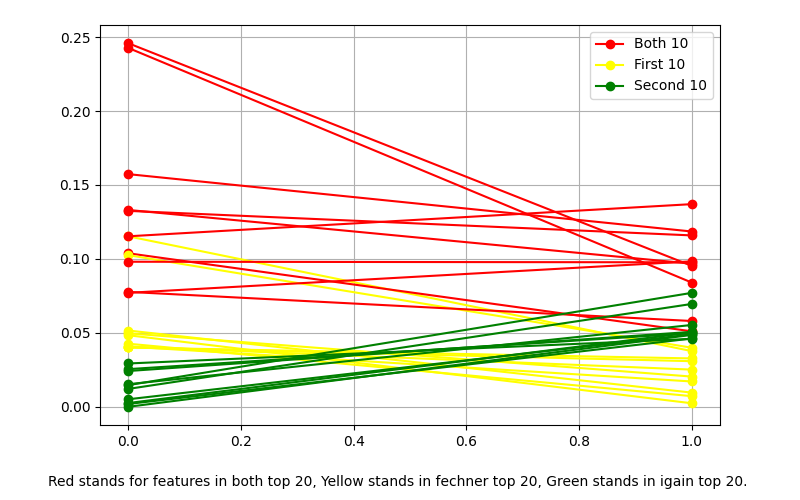 0.25
0.20
0.15
0.10
0.05
0.00
0.0 0.2 0.4 0.6 0.8 1.0
Both 10
First 10
Second 10
Red stands for features in both top 20, Yellow stands in fechner top 20, Green stands in igain top 20.